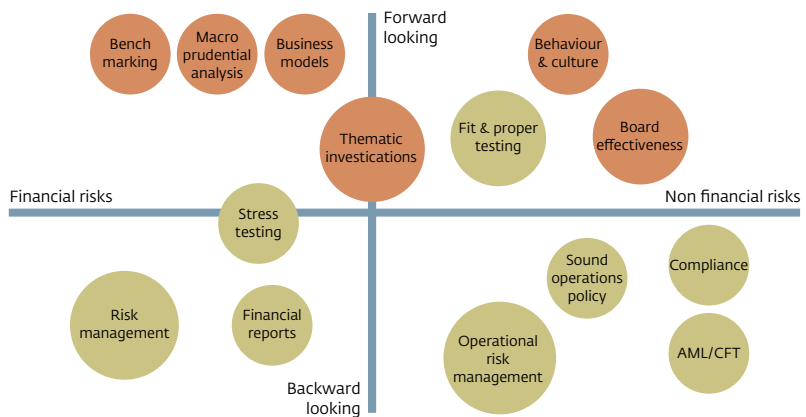 Forward
looking
Bench
marking
Macro
prudential
analysis
Business
models
Behaviour
& culture
Thematic
investications
Fit & proper
testing
Board
effectiveness
Financial risks
Non financial risks
Stress
testing
Sound
operations
policy
Compliance
Risk
management
Financial
reports
Operational
risk
management
AML/CFT
Backward
looking